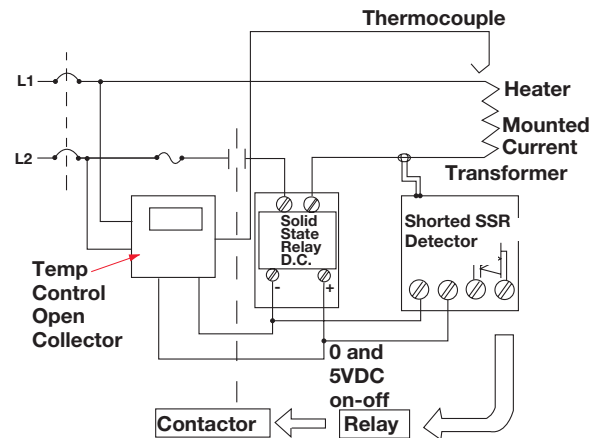 Thermocouple
L1
Heater
Mounted
Current
Transformer
L2
Solid
State
Relay
D.C.
- +
Shorted SSR
Detector
Temp
Control
Open
Collector
0 and
5VDC
on-off
Contactor
Relay